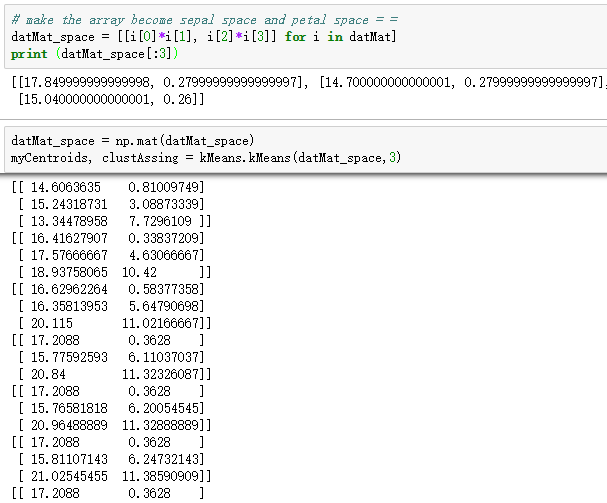 # make the array become sepal space and petal space = =
datMat_space = [[i[0]*i[1], i[2]*i[3]] for i in datMat]
print (datMat_space[:3])
[[17.849999999999998, 0.27999999999999997], [14.700000000000001, 0.27999999999999997],
[15.040000000000001, 0.26]]
datMat_space = np.mat(datMat_space)
myCentroids, clustAssing = kMeans.kMeans(datMat_space,3)
[[ 14.6063635 0.81009749]
[ 15.24318731 3.08873339]
[ 13.34478958 7.7296109 ]]
[[ 16.41627907 0.33837209]
[ 17.57666667 4.63066667]
[ 18.93758065 10.42 ]]
[[ 16.62962264 0.58377358]
[ 16.35813953 5.64790698]
[ 20.115 11.02166667]]
[[ 17.2088 0.3628 ]
[ 15.77592593 6.11037037]
[ 20.84 11.32326087]]
[[ 17.2088 0.3628 ]
[ 15.76581818 6.20054545]
[ 20.96488889 11.32888889]]
[[ 17.2088 0.3628 ]
[ 15.81107143 6.24732143]
[ 21.02545455 11.38590909]]
[[ 17.2088 0.3628 ]